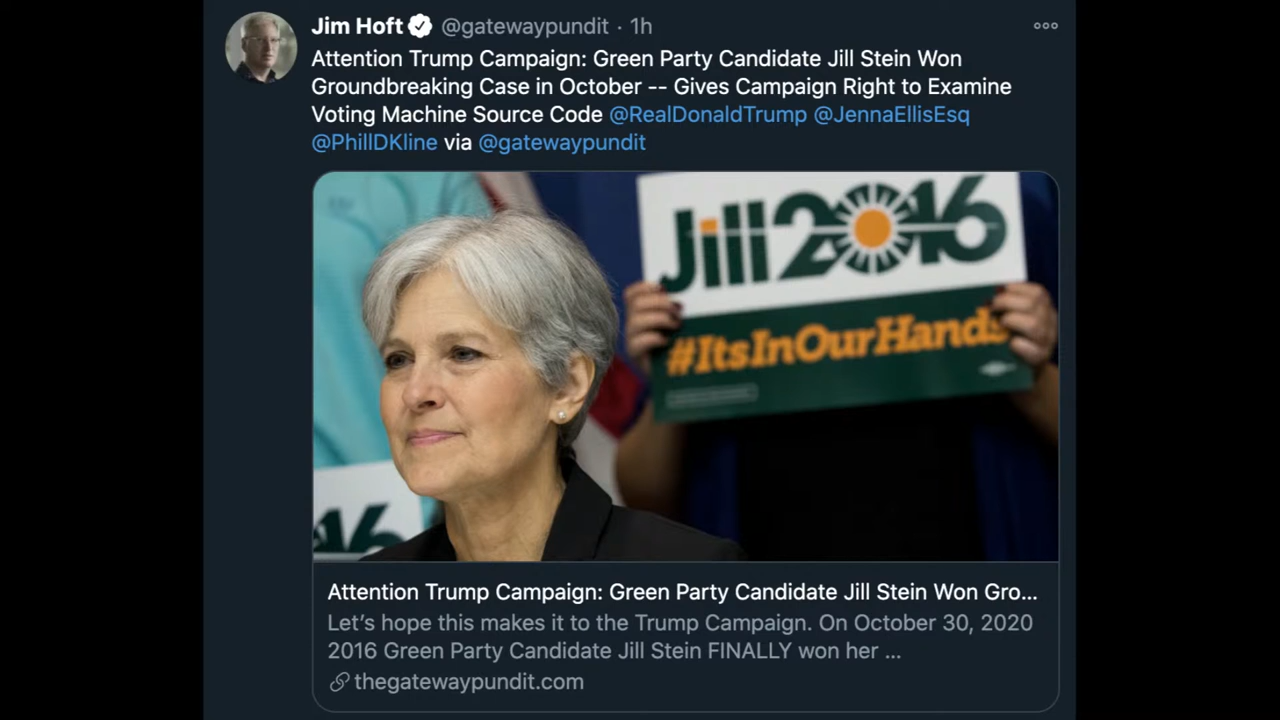 Jim Hoft @gatewaypundit · 1h
Attention Trump Campaign: Green Party Candidate Jill Stein Won
Groundbreaking Case in October -- Gives Campaign Right to Examine
Voting Machine Source Code @RealDonaldTrump @JennaEllisEsq
@PhillDKline via @gatewaypundit
Jill2016
#ItsInOurHands
16
Attention Trump Campaign: Green Party Candidate Jill Stein Won Gro...
Let's hope this makes it to the Trump Campaign. On October 30, 2020
2016 Green Party Candidate Jill Stein FINALLY won her ...
thegatewaypundit.com